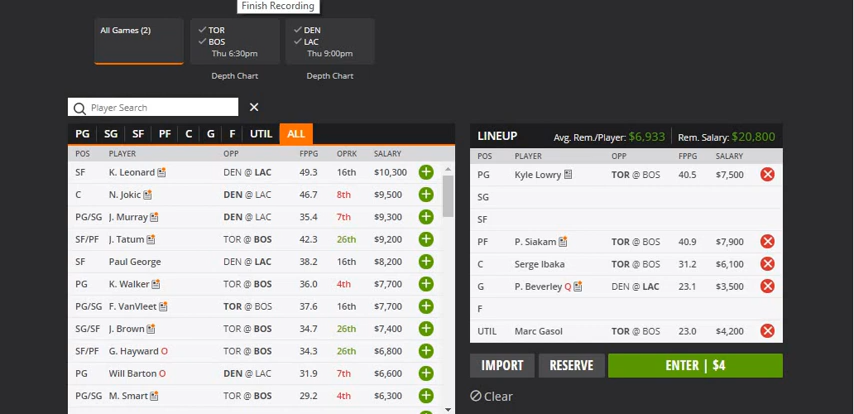 Finish Recording
All Games (2)
TOR
BOS
Thu 6:30pm
DEN
LAC
Thu 9:00pm
Depth Chart
Depth Chart
Player Search
PG SG SF PF C G F UTIL ALL
POS PLAYER OPP FPPG OPRK SALARY
SF K. Leonard DEN @ LAC 49.3 16th $10,300
C N. Jokic DEN @ LAC 46.7 8th $9,500
PG/SG J. Murray DEN @ LAC 35.4 7th $9,300
SF/PF J. Tatum TOR @ BOS 42.3 26th $9,200
SF Paul George DEN @ LAC 38.2 16th $8,200
PG K. Walker TOR @ BOS 36.0 4th $7,700
PG/SG F. VanVleet TOR @ BOS 37.6 16th $7,700
SG/SF J. Brown TOR @ BOS 34.7 26th $7,400
SF/PF G. Hayward O TOR @ BOS 34.3 26th $6,800
PG Will Barton O DEN @ LAC 31.9 7th $6,600
PG/SG M. Smart TOR @ BOS 29.2 4th $6,300
LINEUP Avg. Rem./Player: $6,933 Rem. Salary: $20,800
POS PLAYER OPP FPPG SALARY
PG Kyle Lowry TOR @ BOS 40.5 $7,500
SG
SF
PF P. Siakam TOR @ BOS 40.9 $7,900
C Serge Ibaka TOR @ BOS 31.2 $6,100
G P. Beverley Q DEN @ LAC 23.1 $3,500
F
UTIL Marc Gasol TOR @ BOS 23.0 $4,200
IMPORT RESERVE ENTER | $4
Clear